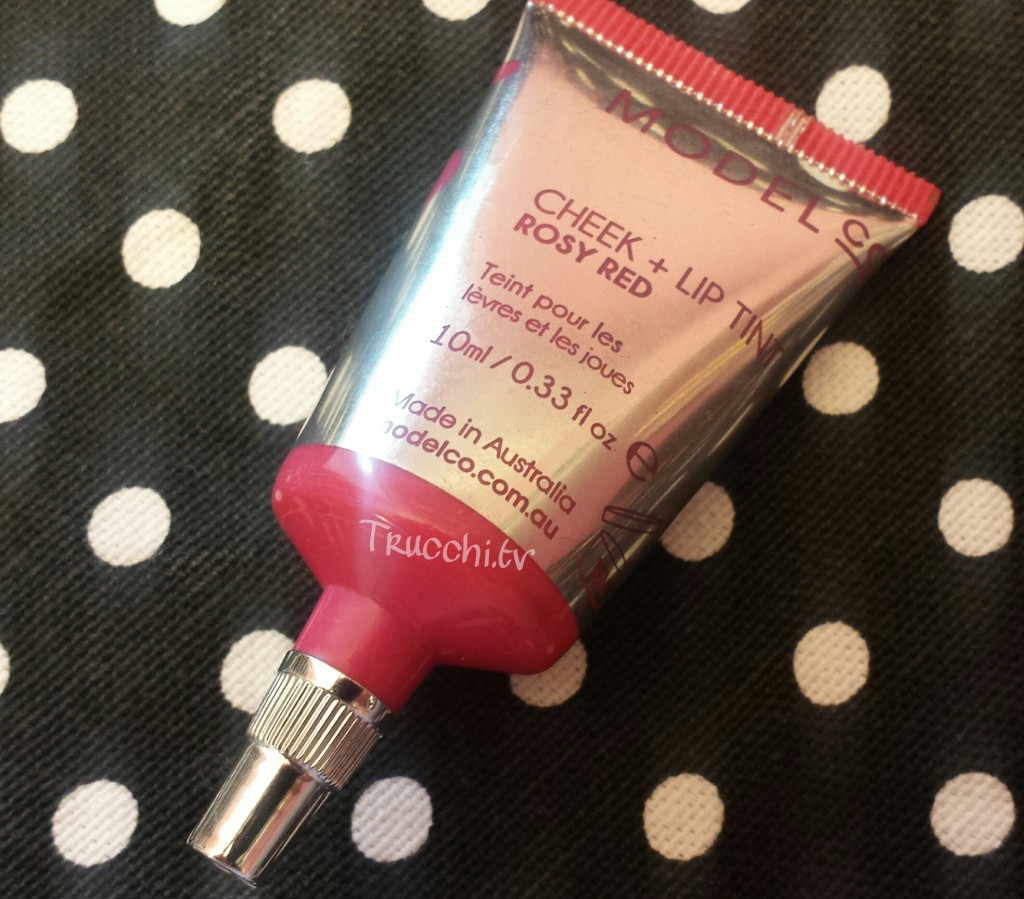 MODELCO
CHEEK + LIP TINT
ROSY RED
Teint pour les
lèvres et les joues
10ml / 0.33 fl oz. e
Made in Australia
modelco.com.au
Trucchi.tv